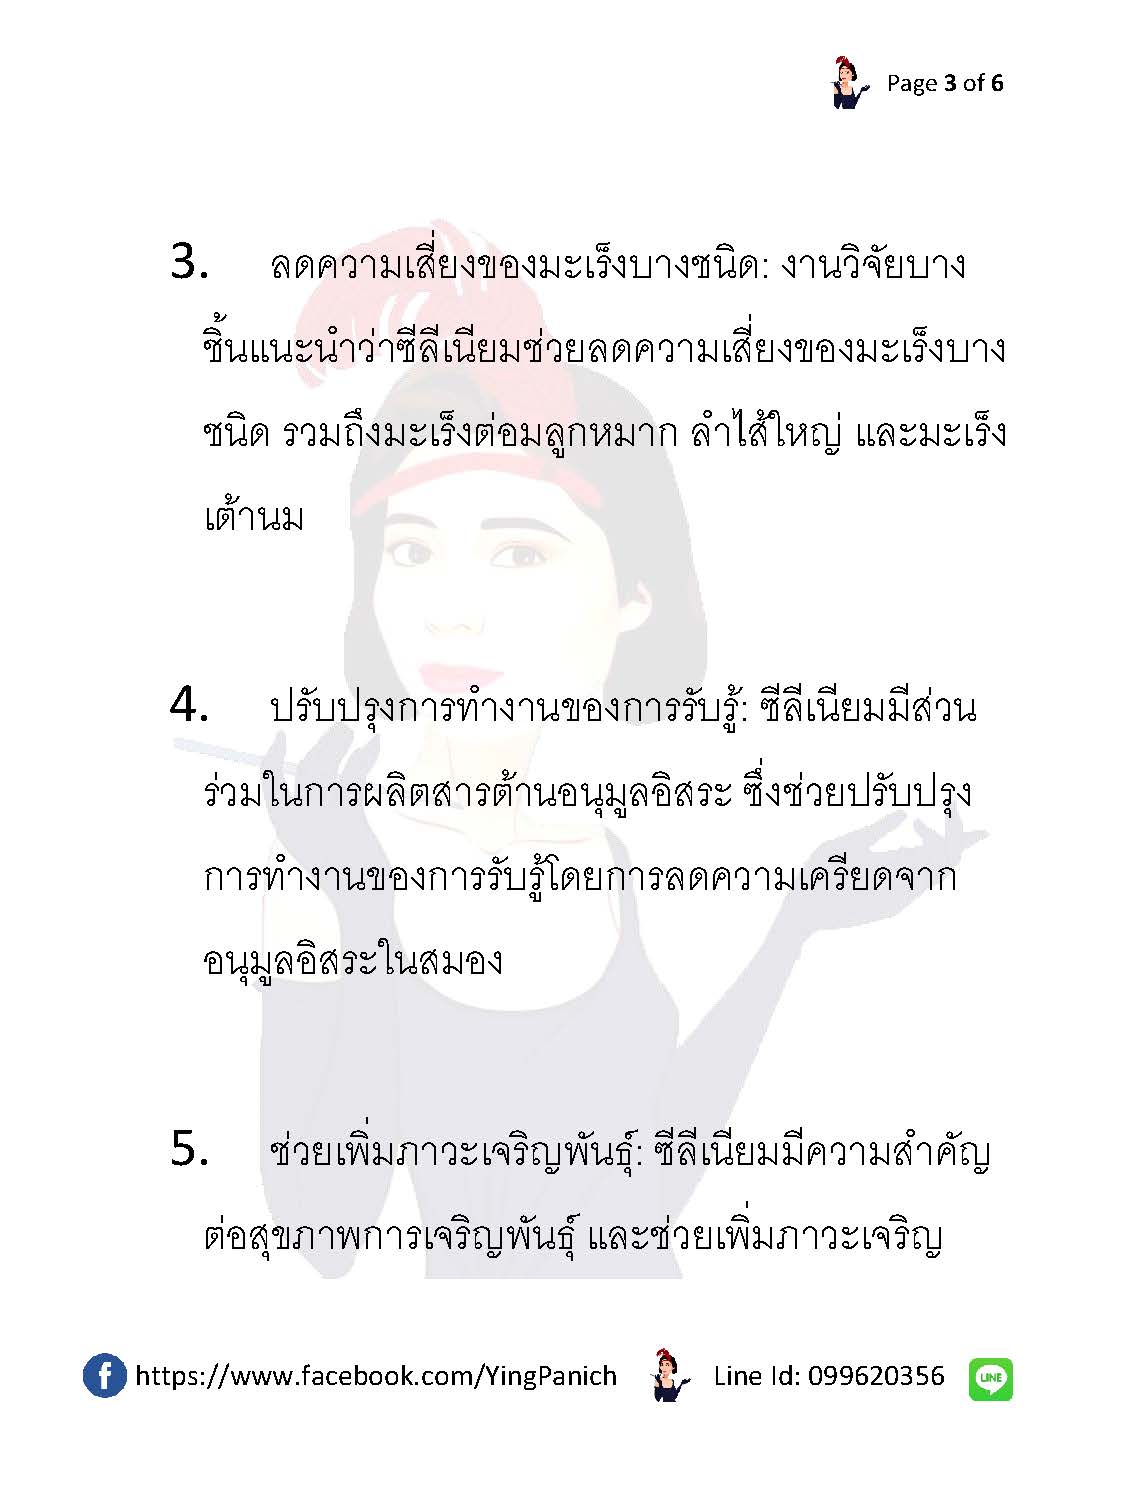 Page 3 of 6
3. ลดความเสี่ยงของมะเร็งบางชนิด: งานวิจัยบาง
ชิ้นแนะนำว่าซีลีเนียมช่วยลดความเสี่ยงของมะเร็งบาง
ชนิด รวมถึงมะเร็งต่อมลูกหมาก ลำไส้ใหญ่ และมะเร็ง
เต้านม
4. ปรับปรุงการทำงานของการรับรู้: ซีลีเนียมมีส่วน
ร่วมในการผลิตสารต้านอนุมูลอิสระ ซึ่งช่วยปรับปรุง
การทำงานของการรับรู้โดยการลดความเครียดจาก
อนุมูลอิสระในสมอง
5. ช่วยเพิ่มภาวะเจริญพันธุ์: ซีลีเนียมมีความสำคัญ
ต่อสุขภาพการเจริญพันธุ์ และช่วยเพิ่มภาวะเจริญ
https://www.facebook.com/YingPanich Line Id: 099620356 LINE